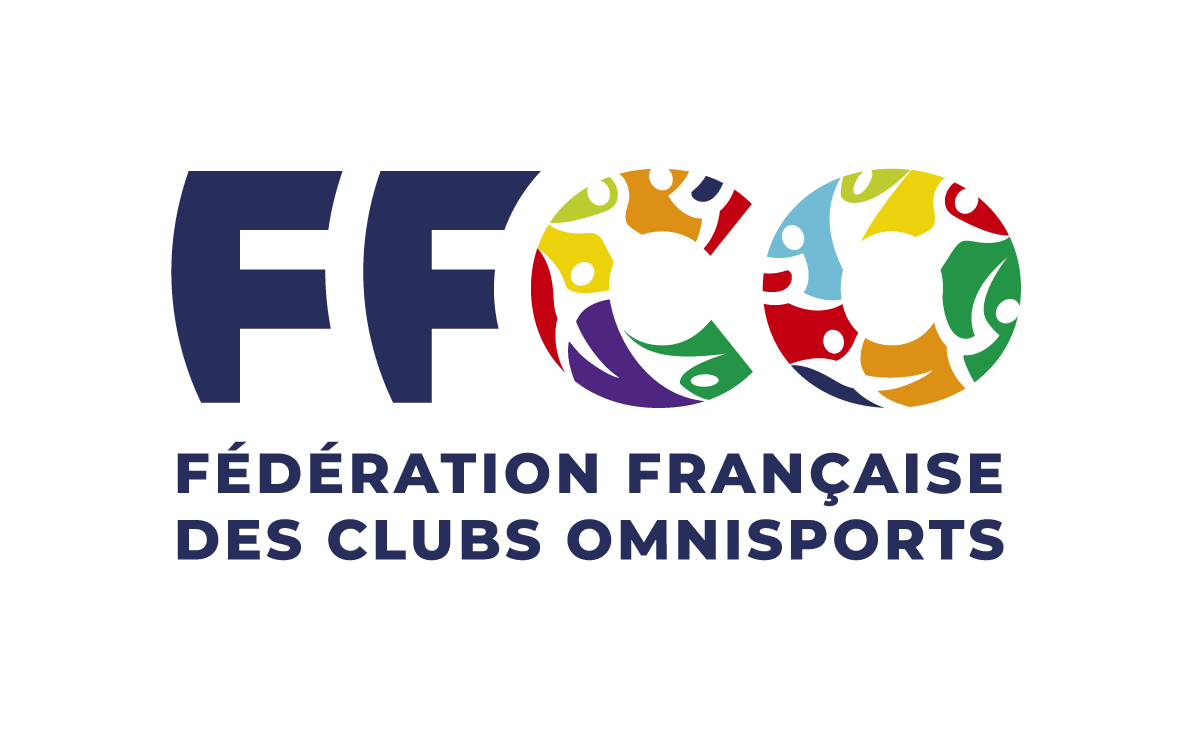 FFCO
FÉDÉRATION FRANÇAISE
DES CLUBS OMNISPORTS